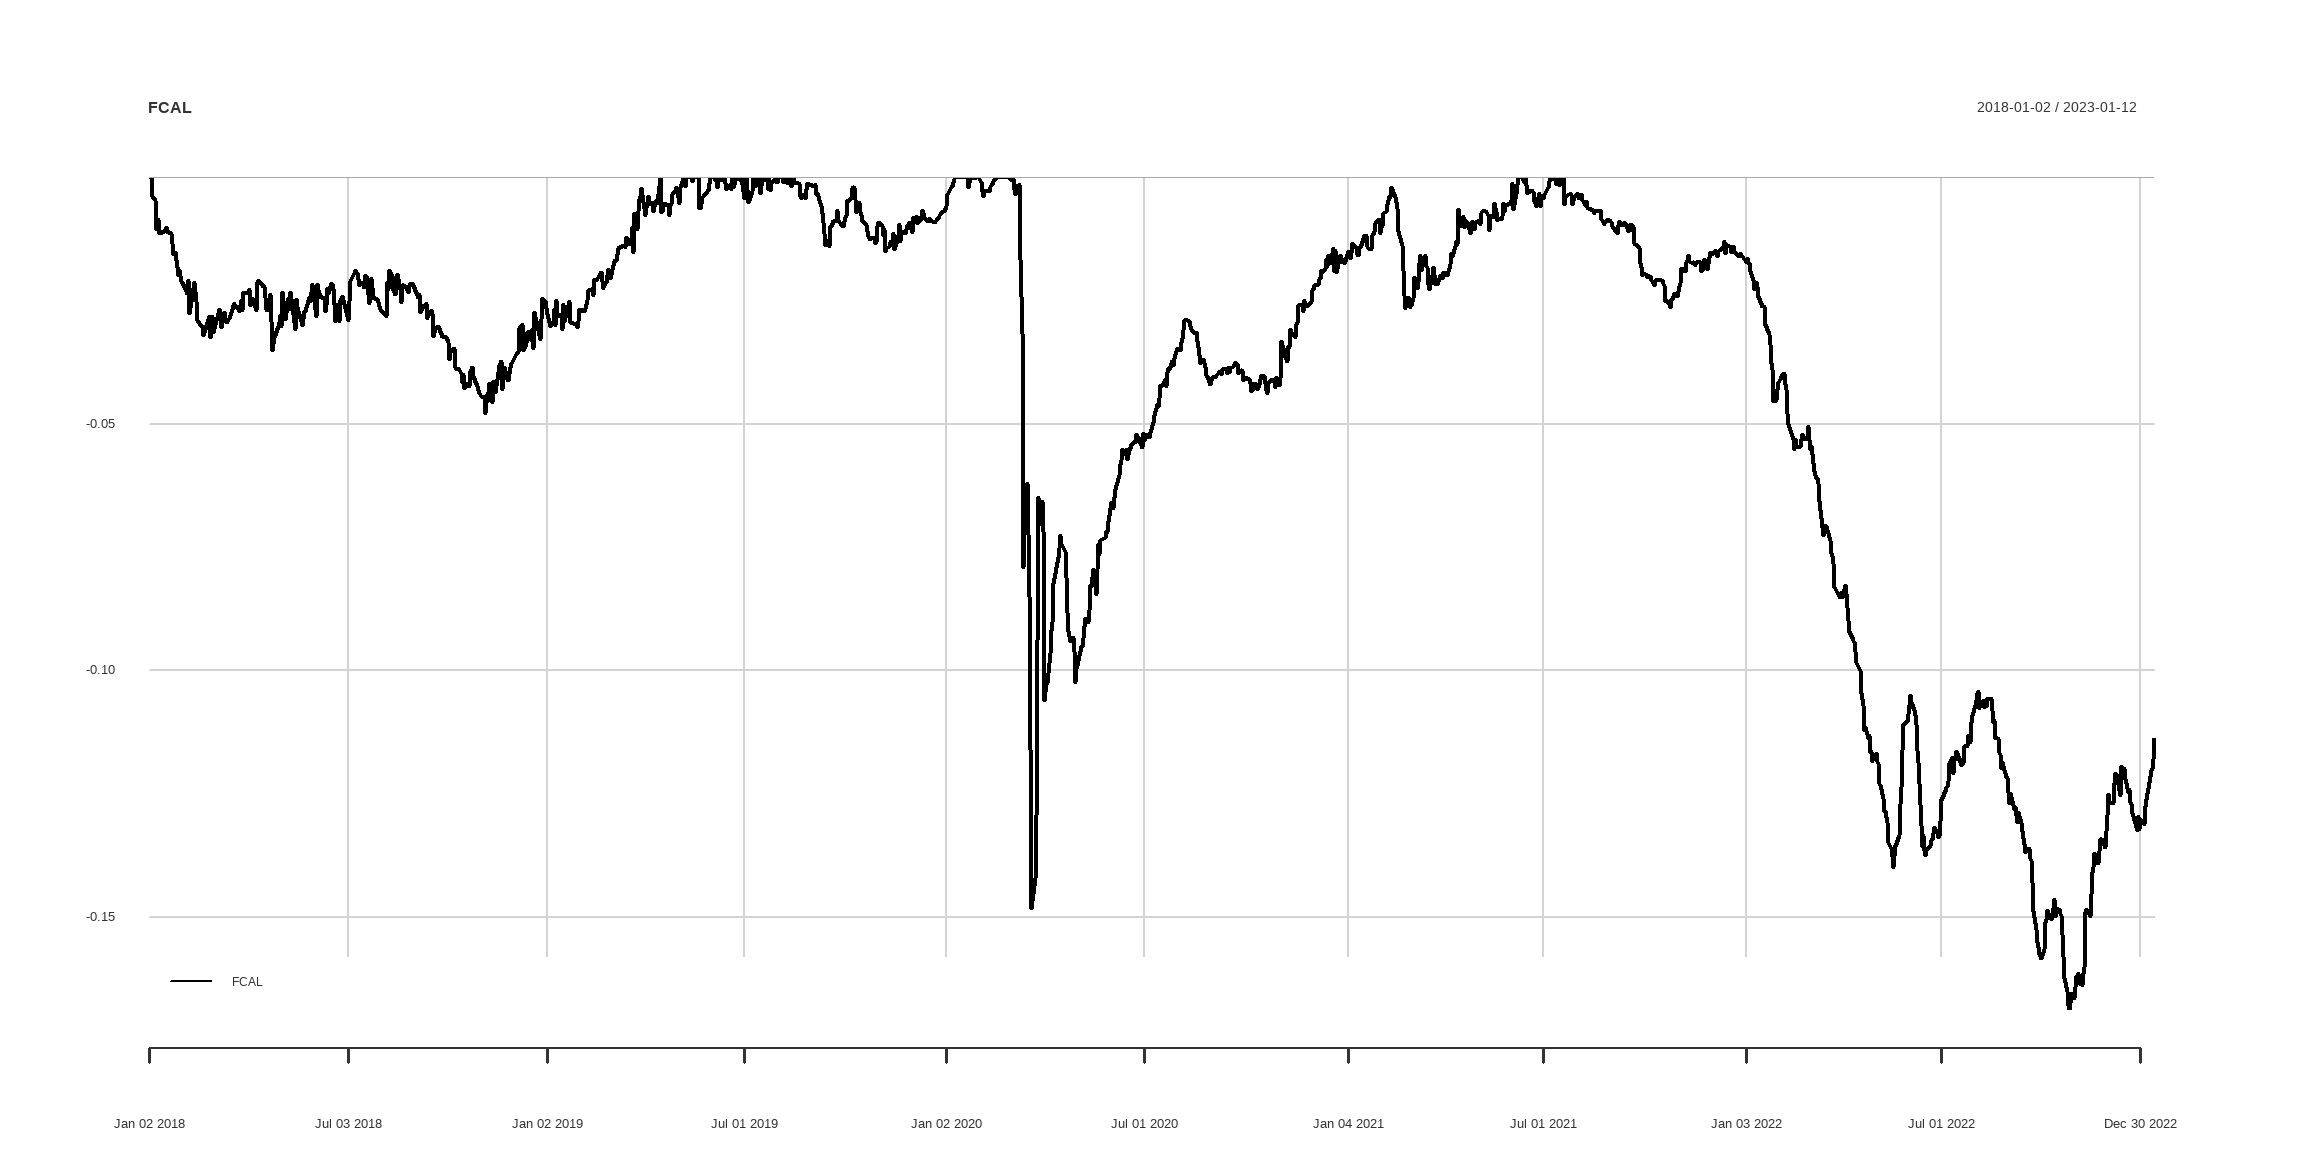 FCAL
2018-01-02 / 2023-01-12
-0.05
-0.10
-0.15
FCAL
Jan 02 2018
Jul 03 2018
Jan 02 2019
Jul 01 2019
Jan 02 2020
Jul 01 2020
Jan 04 2021
Jul 01 2021
Jan 03 2022
Jul 01 2022
Dec 30 2022